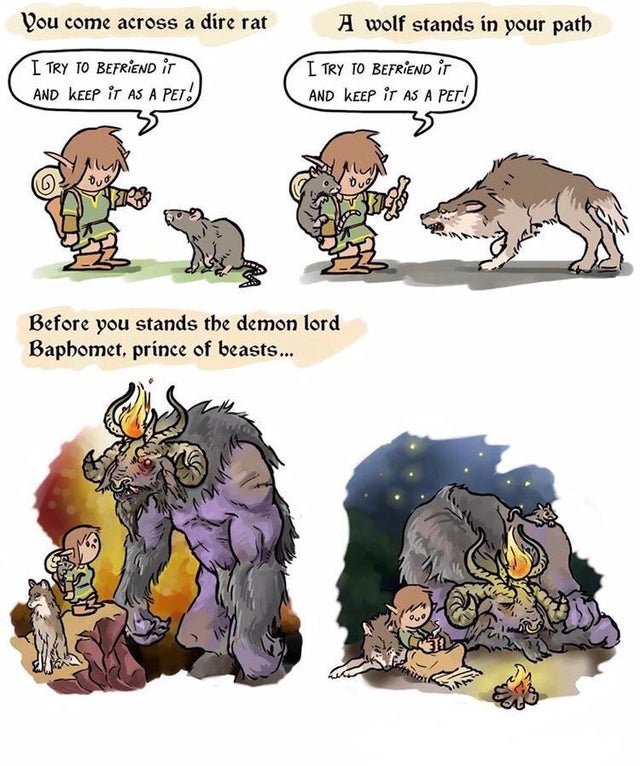 You come across a dire rat
I TRY TO BEFRIEND IT
AND KEEP IT AS A PET!
A wolf stands in your path
I TRY TO BEFRIEND IT
AND KEEP IT AS A PET!
Before you stands the demon lord
Baphomet, prince of beasts...